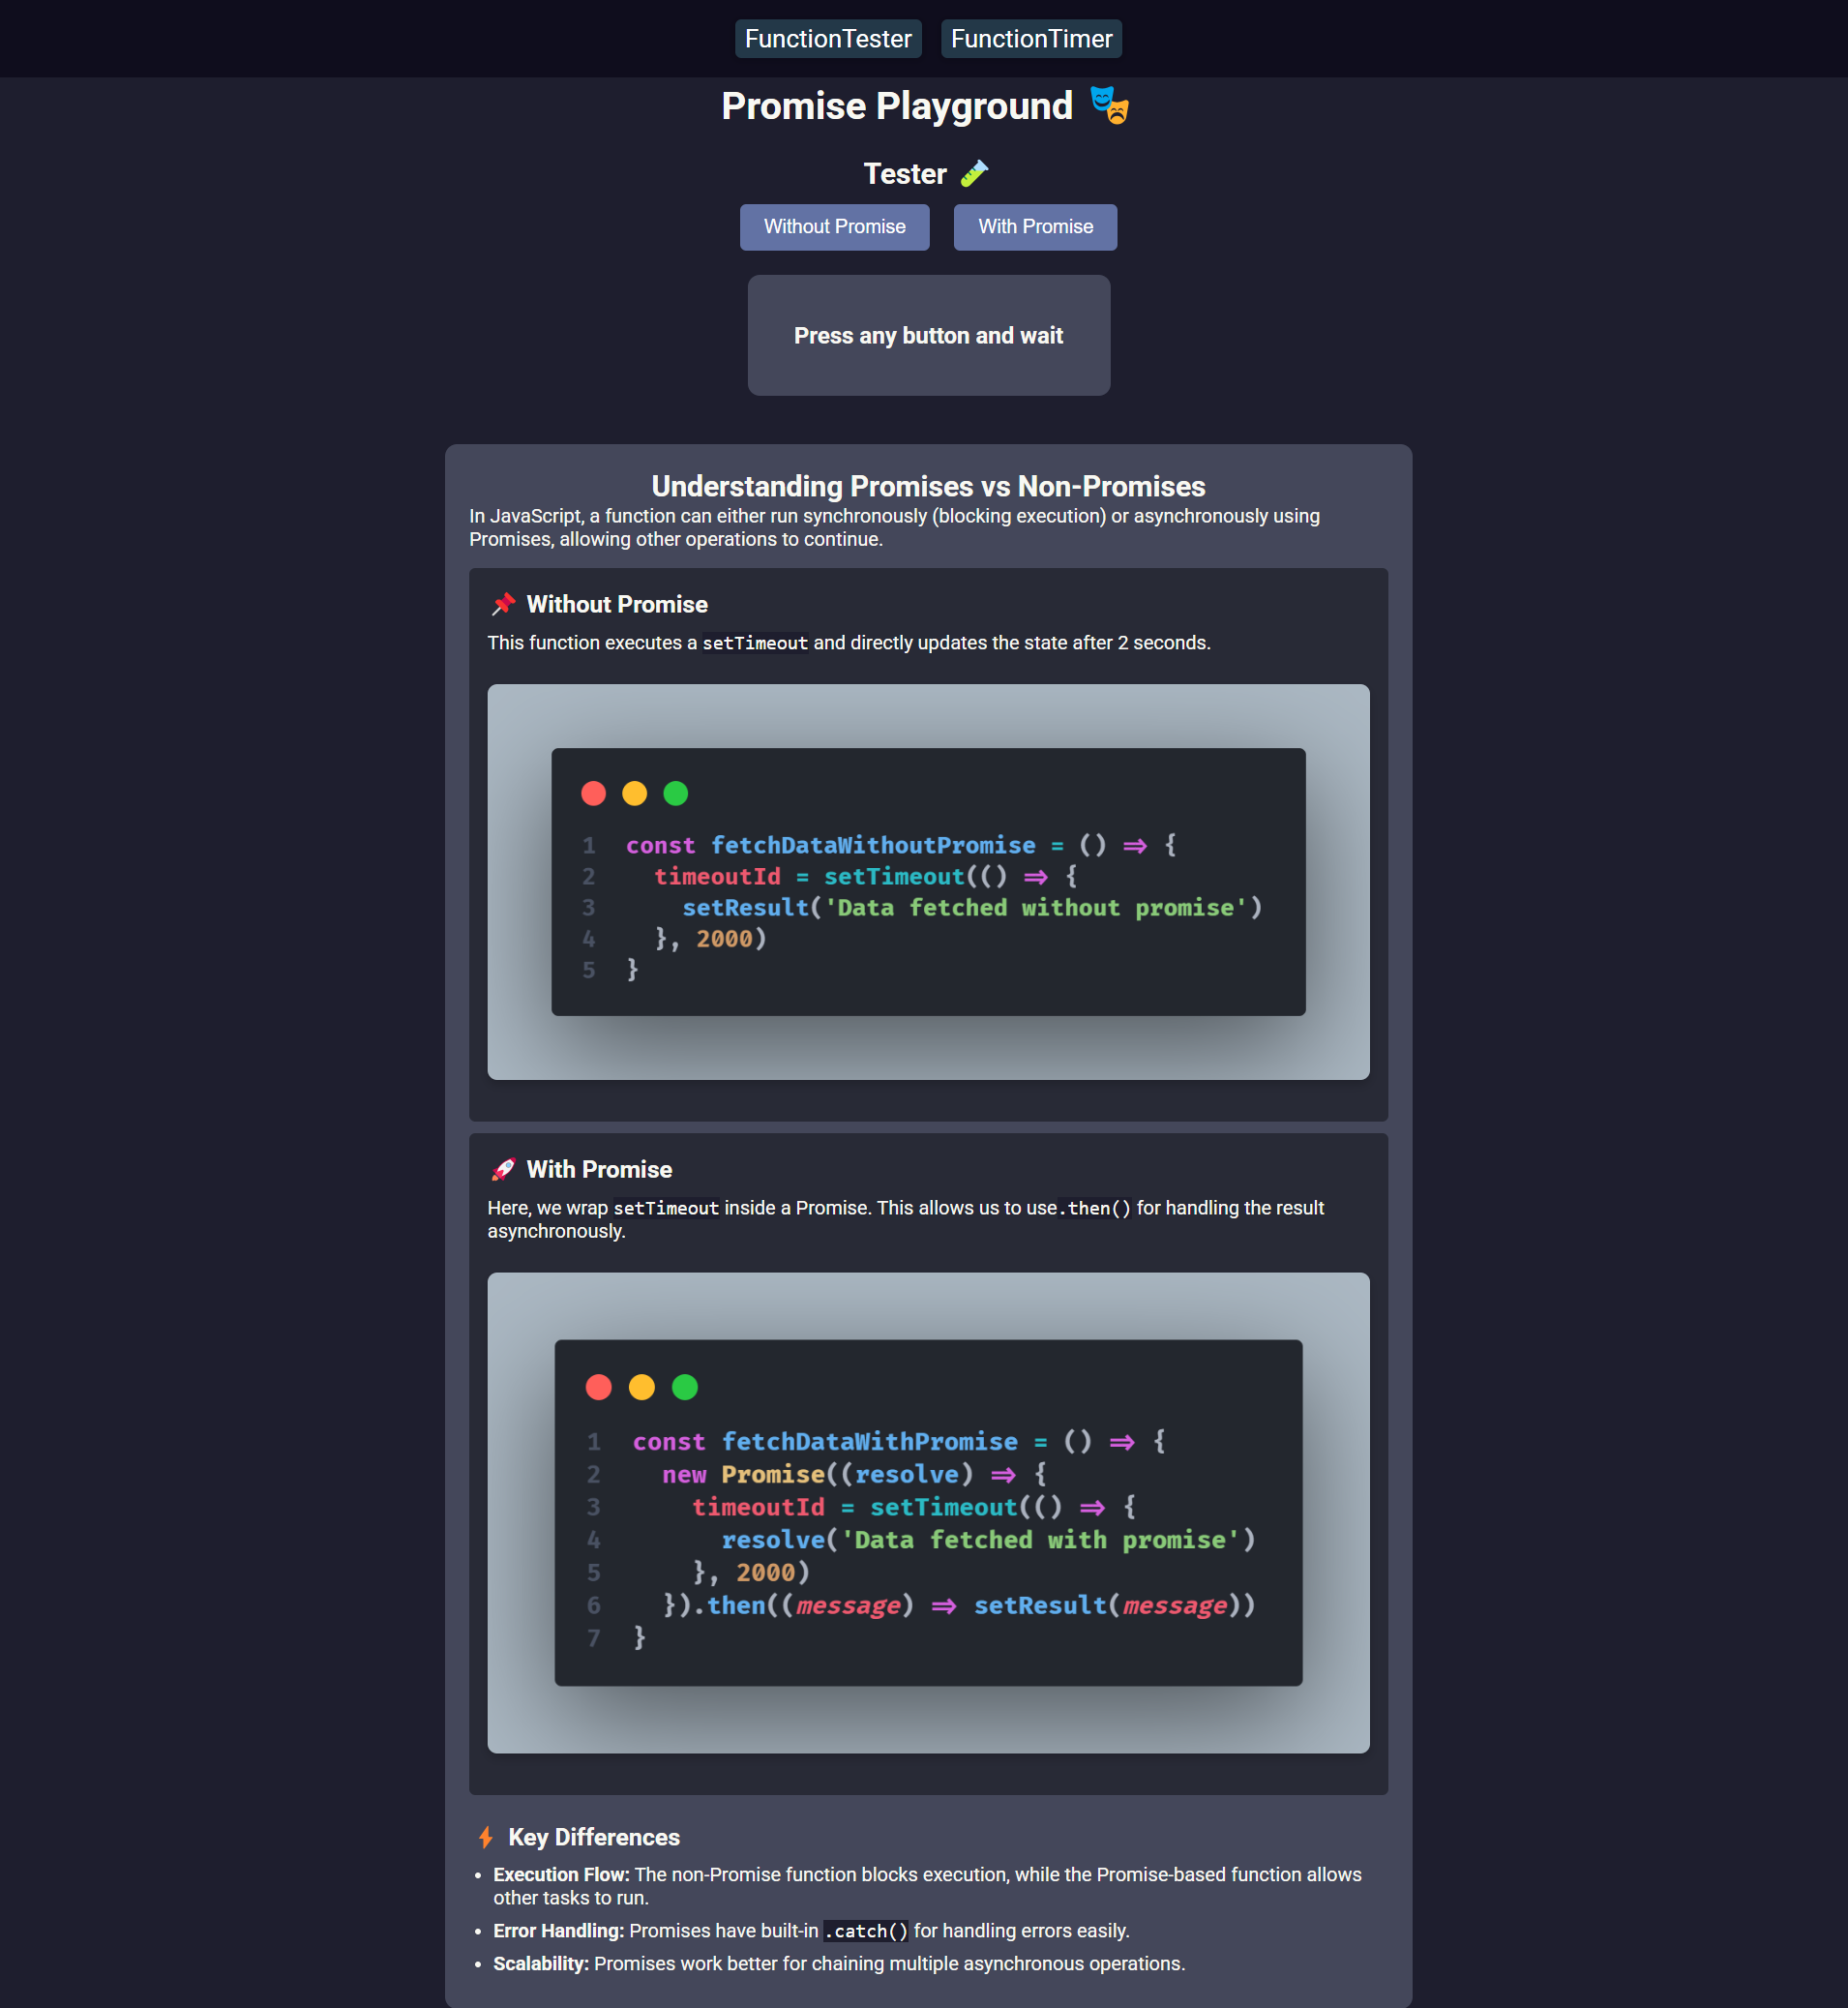 FunctionTester FunctionTimer
Promise Playground 🎭
Tester 🧪
Without Promise With Promise
Press any button and wait
Understanding Promises vs Non-Promises
In JavaScript, a function can either run synchronously (blocking execution) or asynchronously using
Promises, allowing other operations to continue.
📌 Without Promise
This function executes a setTimeout and directly updates the state after 2 seconds.
1 const fetchDataWithoutPromise = () => {
2   timeoutId = setTimeout(() => {
3     setResult('Data fetched without promise')
4   }, 2000)
5 }
🚀 With Promise
Here, we wrap setTimeout inside a Promise. This allows us to use.then() for handling the result
asynchronously.
1 const fetchDataWithPromise = () => {
2   new Promise((resolve) => {
3     timeoutId = setTimeout(() => {
4       resolve('Data fetched with promise')
5     }, 2000)
6   }).then((message) => setResult(message))
7 }
⚡ Key Differences
• Execution Flow: The non-Promise function blocks execution, while the Promise-based function allows
other tasks to run.
• Error Handling: Promises have built-in .catch() for handling errors easily.
• Scalability: Promises work better for chaining multiple asynchronous operations.